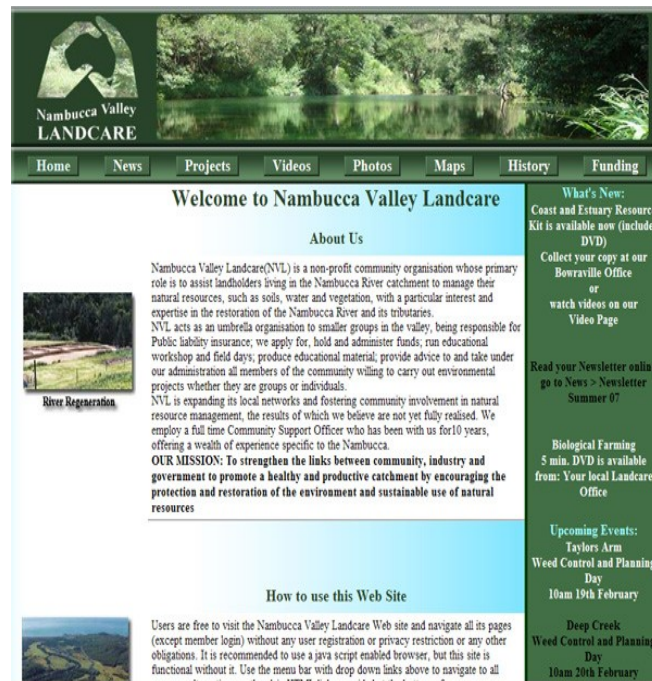 Nambucca Valley
LANDCARE
Home News Projects Videos Photos Maps History Funding
Welcome to Nambucca Valley Landcare
About Us
Nambucca Valley Landcare(NVL) is a non-profit community organisation whose primary
role is to assist landholders living in the Nambucca River catchment to manage their
natural resources, such as soils, water and vegetation, with a particular interest and
expertise in the restoration of the Nambucca River and its tributaries.
NVL acts as an umbrella organisation to smaller groups in the valley, being responsible for
Public liability insurance; we apply for, hold and administer funds; run educational
workshop and field days; produce educational material; provide advice to and take under
our administration all members of the community willing to carry out environmental
projects whether they are groups or individuals.
NVL is expanding its local networks and fostering community involvement in natural
resource management, the results of which we believe are not yet fully realised. We
employ a full time Community Support Officer who has been with us for10 years,
offering a wealth of experience specific to the Nambucca.
OUR MISSION: To strengthen the links between community, industry and
government to promote a healthy and productive catchment by encouraging the
protection and restoration of the environment and sustainable use of natural
resources
River Regeneration
How to use this Web Site
Users are free to visit the Nambucca Valley Landcare Web site and navigate all its pages
(except member login) without any user registration or privacy restriction or any other
obligations. It is recommended to use a java script enabled browser, but this site is
functional without it. Use the menu bar with drop down links above to navigate to all
What's New:
Coast and Estuary Resourc
Kit is available now (include
DVD)
Collect your copy at our
Bowraville Office
or
watch videos on our
Video Page
Read your Newsletter onlin
go to News > Newsletter
Summer 07
Biological Farming
5 min. DVD is available
from: Your local Landcare
Office
Upcoming Events:
Taylors Arm
Weed Control and Planning
Day
10am 19th February
Deep Creek
Weed Control and Planning
Day
10am 20th February